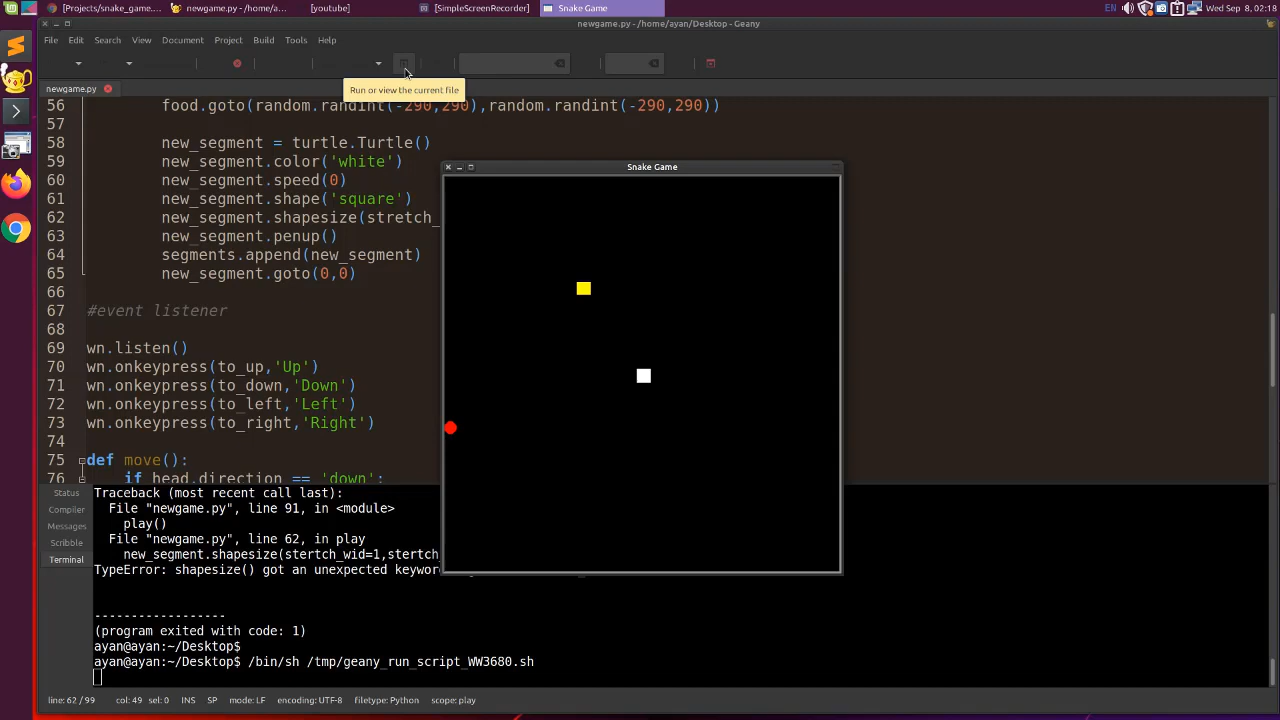 [Projects/snake_game....
newgame.py - /home/a...
[youtube]
[SimpleScreenRecorder]
Snake Game
EN
Wed Sep 8, 02:18
newgame.py - /home/ayan/Desktop - Geany
File Edit Search View Document Project Build Tools Help
Run or view the current file
newgame.py
56 food.goto(random.randint(-290,290),random.randint(-290,290))
57
58 new_segment = turtle.Turtle()
59 new_segment.color('white')
60 new_segment.speed(0)
61 new_segment.shape('square')
62 new_segment.shapesize(stretch_
63 new_segment.penup()
64 segments.append(new_segment)
65 new_segment.goto(0,0)
66
67 #event listener
68
69 wn.listen()
70 wn.onkeypress(to_up,'Up')
71 wn.onkeypress(to_down,'Down')
72 wn.onkeypress(to_left,'Left')
73 wn.onkeypress(to_right,'Right')
74
75 def move():
76 if head.direction == 'down':
Snake Game
Status
Compiler
Messages
Scribble
Terminal
Traceback (most recent call last):
File "newgame.py", line 91, in <module>
play()
File "newgame.py", line 62, in play
new_segment.shapesize(stertch_wid=1,stertch_
TypeError: shapesize() got an unexpected keywor
------------------
(program exited with code: 1)
ayan@ayan:~/Desktop$
ayan@ayan:~/Desktop$ /bin/sh /tmp/geany_run_script_WW3680.sh
line: 62 / 99 col: 49 sel: 0 INS SP mode: LF encoding: UTF-8 filetype: Python scope: play